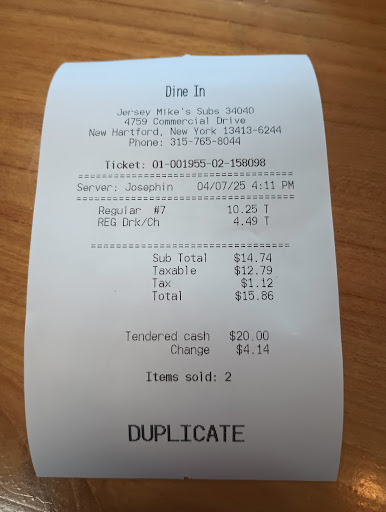 Dine In
Jersey Mike's Subs 34040
4759 Commercial Drive
New Hartford, New York 13413-6244
Phone: 315-765-8044
Ticket: 01-001955-02-158098
================================
Server: Josephin 04/07/25 4:11 PM
================================
Regular #7 10.25 T
REG Drk/Ch 4.49 T
================================
Sub Total $14.74
Taxable $12.79
Tax $1.12
Total $15.86
Tendered cash $20.00
Change $4.14
Items sold: 2
DUPLICATE